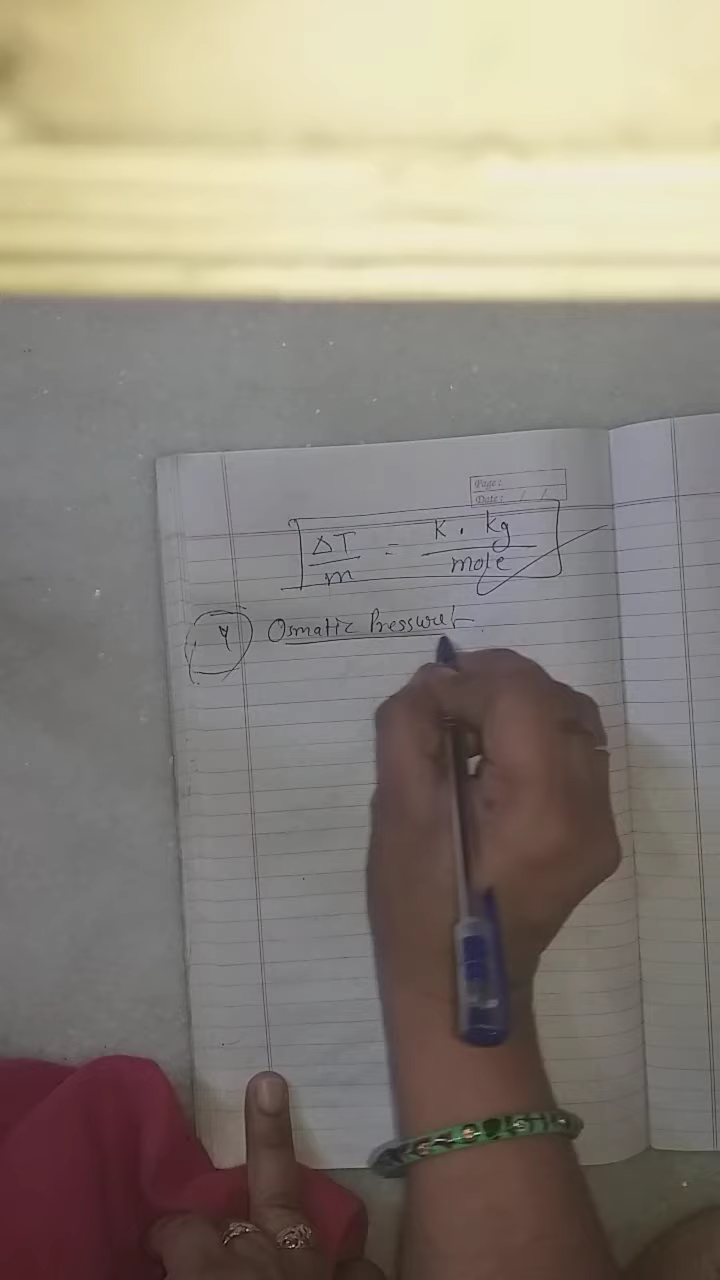 Page:
Date: / /
ΔT/m = K . kg/mole
4 Osmatic Pressure